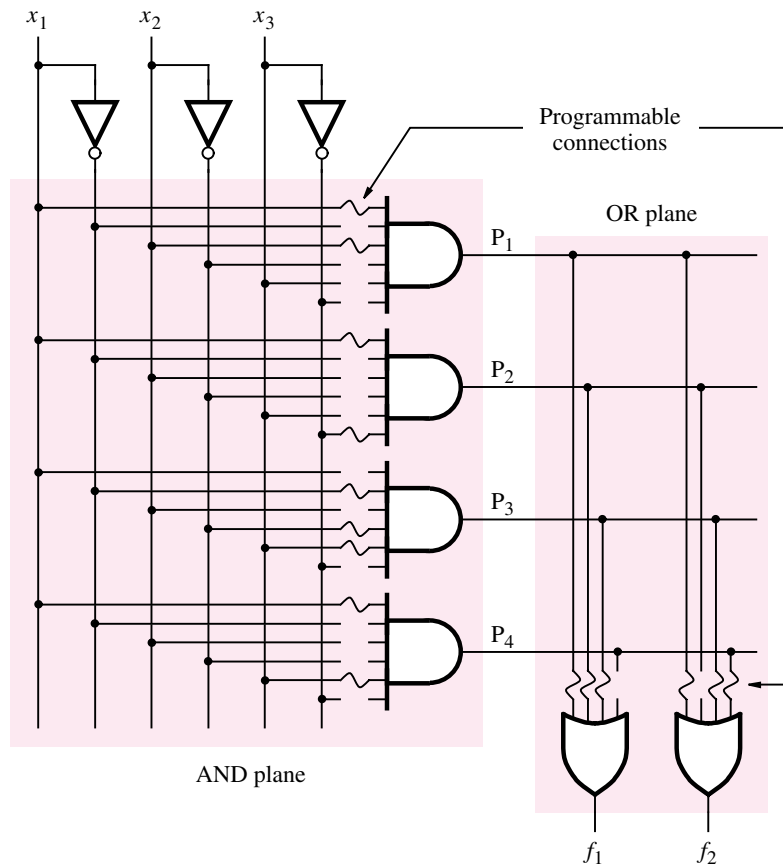 x1 x2 x3
Programmable
connections
OR plane
P1
P2
P3
P4
AND plane
f1 f2